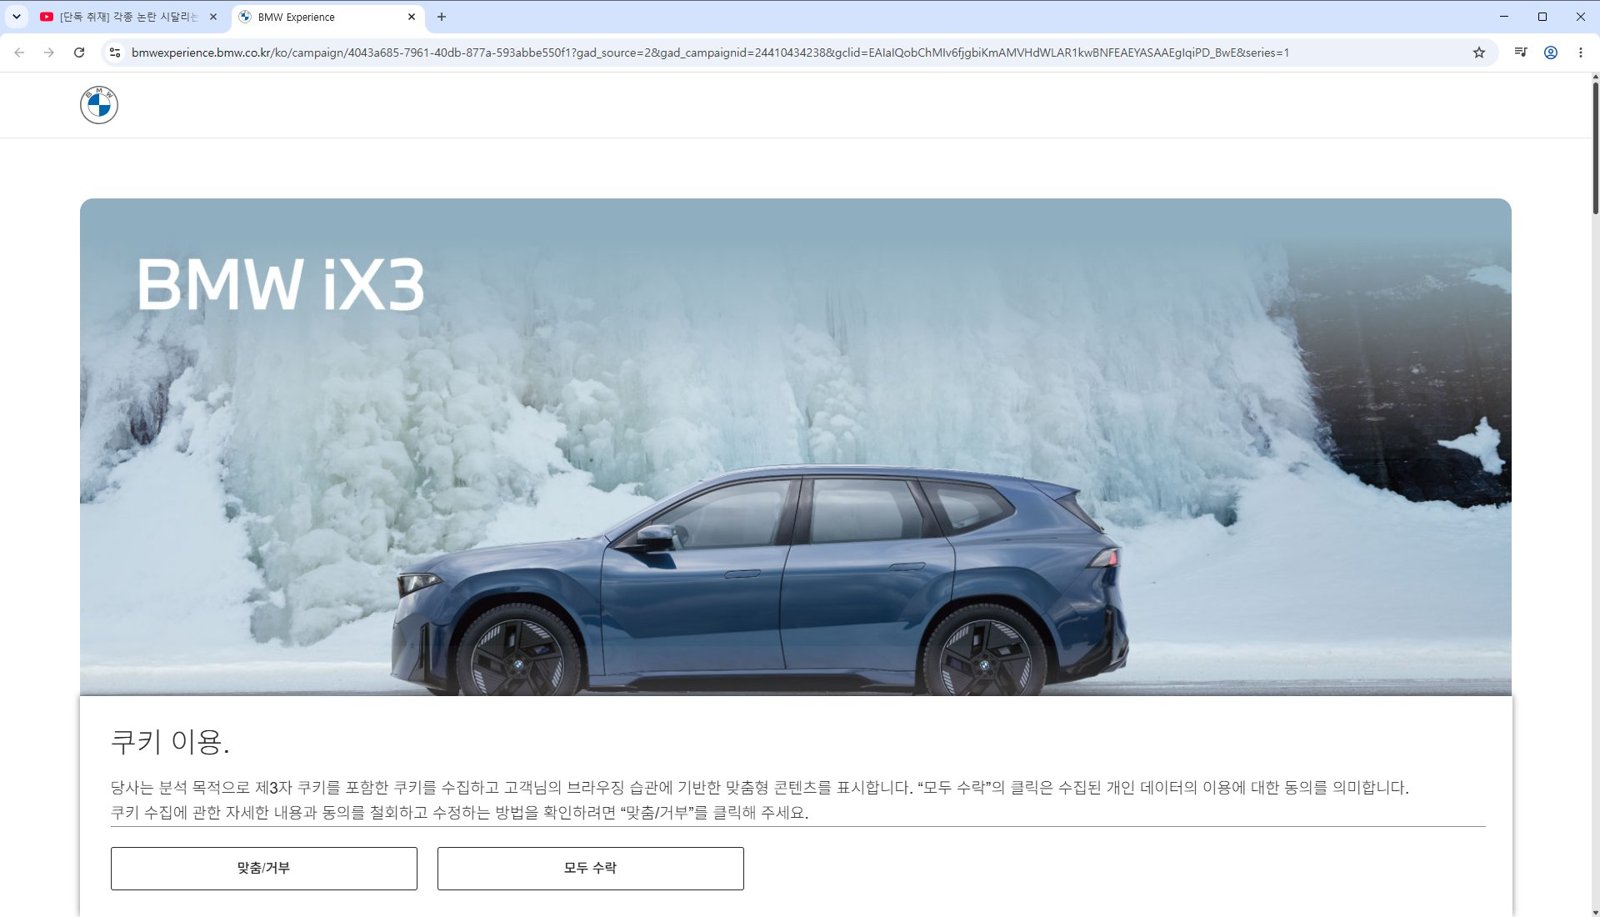 [단독 취재] 각종 논란 시달리는
BMW Experience
bmwexperience.bmw.co.kr/ko/campaign/4043a685-7961-40db-877a-593abbe550f1?gad_source=2&gad_campaignid=24410434238&gclid=EAIaIQobChMIv6fjgbiKmAMVHdWLAR1kwBNFEAEYASAAEgIqiPD_BwE&series=1
BMW
BMW iX3
쿠키 이용.
당사는 분석 목적으로 제3자 쿠키를 포함한 쿠키를 수집하고 고객님의 브라우징 습관에 기반한 맞춤형 콘텐츠를 표시합니다. “모두 수락”의 클릭은 수집된 개인 데이터의 이용에 대한 동의를 의미합니다.
쿠키 수집에 관한 자세한 내용과 동의를 철회하고 수정하는 방법을 확인하려면 “맞춤/거부”를 클릭해 주세요.
맞춤/거부
모두 수락